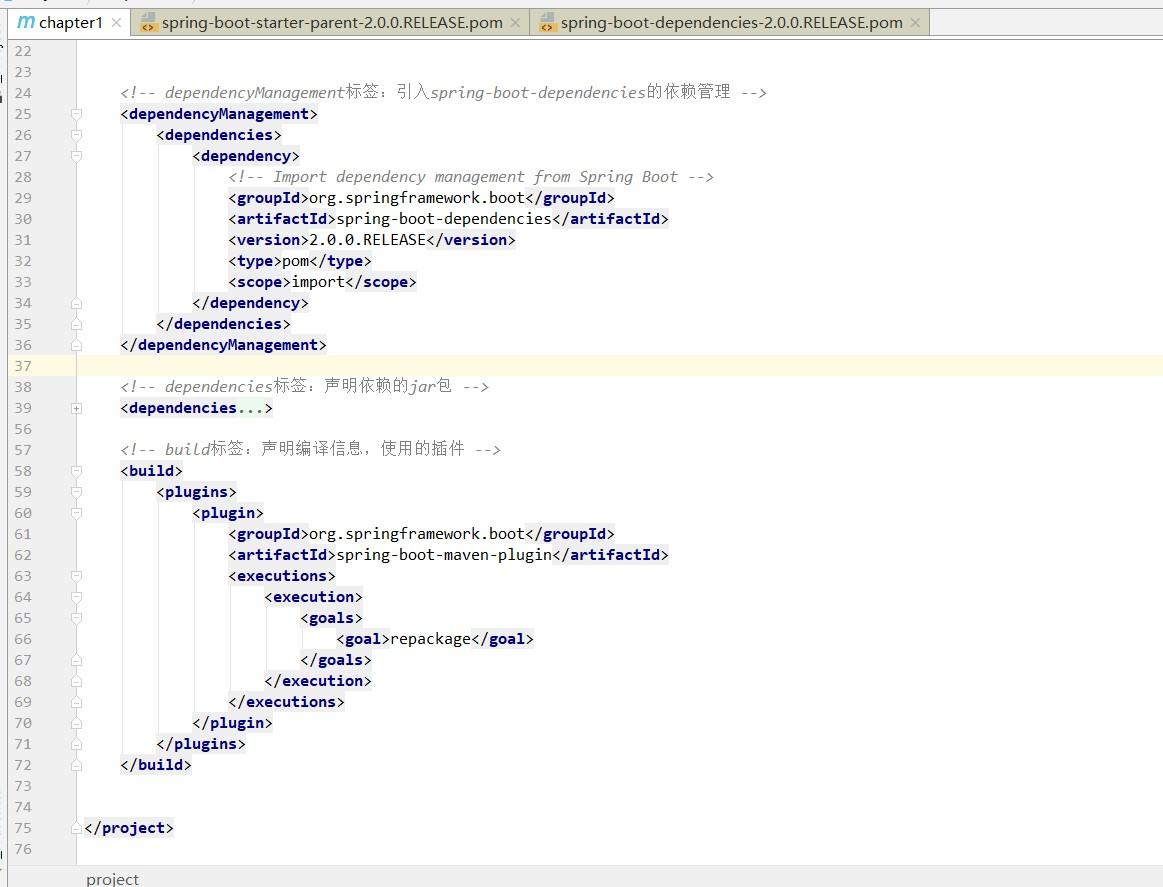 chapter1 spring-boot-starter-parent-2.0.0.RELEASE.pom spring-boot-dependencies-2.0.0.RELEASE.pom
22
23
24 <!-- dependencyManagement标签：引入spring-boot-dependencies的依赖管理 -->
25 <dependencyManagement>
26 <dependencies>
27 <dependency>
28 <!-- Import dependency management from Spring Boot -->
29 <groupId>org.springframework.boot</groupId>
30 <artifactId>spring-boot-dependencies</artifactId>
31 <version>2.0.0.RELEASE</version>
32 <type>pom</type>
33 <scope>import</scope>
34 </dependency>
35 </dependencies>
36 </dependencyManagement>
37
38 <!-- dependencies标签：声明依赖的jar包 -->
39 <dependencies...>
56
57 <!-- build标签：声明编译信息，使用的插件 -->
58 <build>
59 <plugins>
60 <plugin>
61 <groupId>org.springframework.boot</groupId>
62 <artifactId>spring-boot-maven-plugin</artifactId>
63 <executions>
64 <execution>
65 <goals>
66 <goal>repackage</goal>
67 </goals>
68 </execution>
69 </executions>
70 </plugin>
71 </plugins>
72 </build>
73
74
75 </project>
76
project